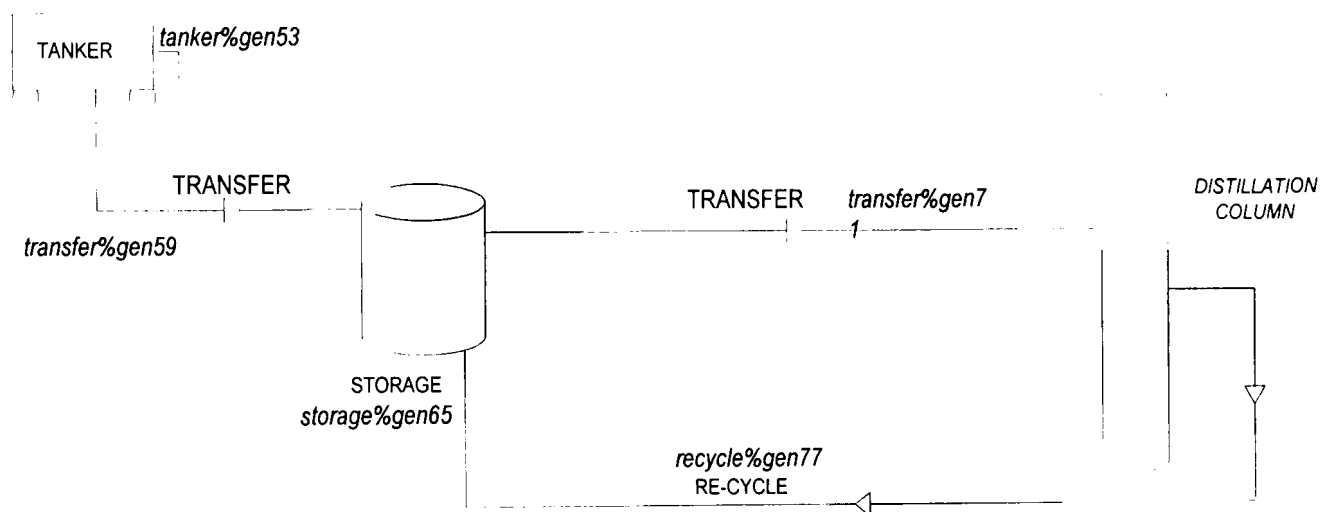 tanker%gen53
TANKER
TRANSFER
transfer%gen59
TRANSFER
transfer%gen7
1
DISTILLATION
COLUMN
STORAGE
storage%gen65
recycle%gen77
RE-CYCLE